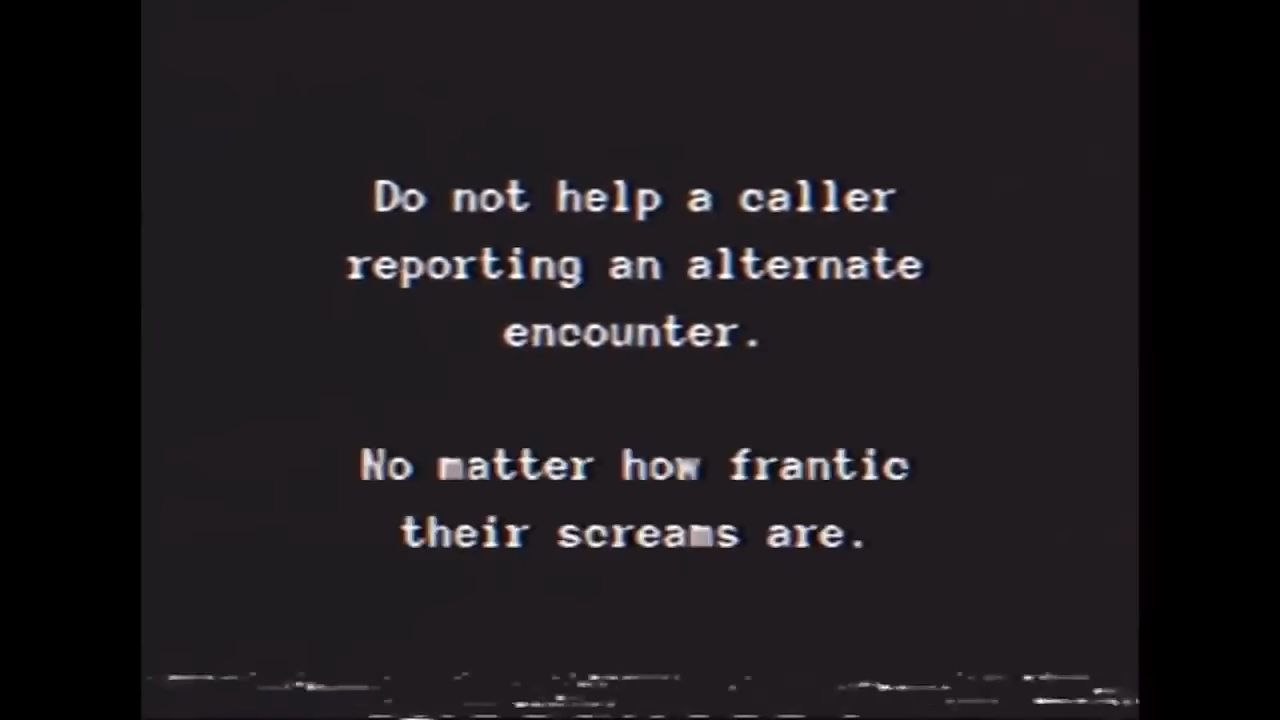 Do not help a caller
reporting an alternate
encounter.
No matter how frantic
their screams are.